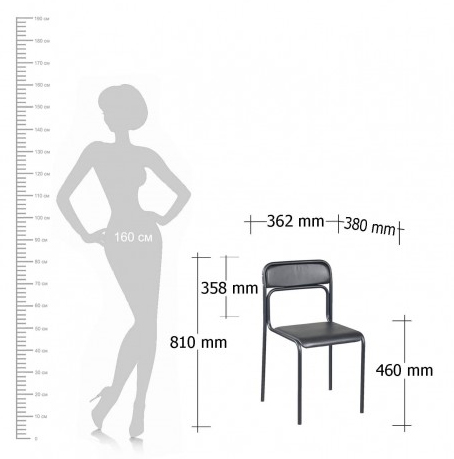 190 см
180 см
170 см
160 см
150 см
140 см
130 см
120 см
110 см
100 см
90 см
80 см
70 см
60 см
50 см
40 см
30 см
20 см
10 см
0
160 см
362 mm
380 mm
358 mm
810 mm
460 mm